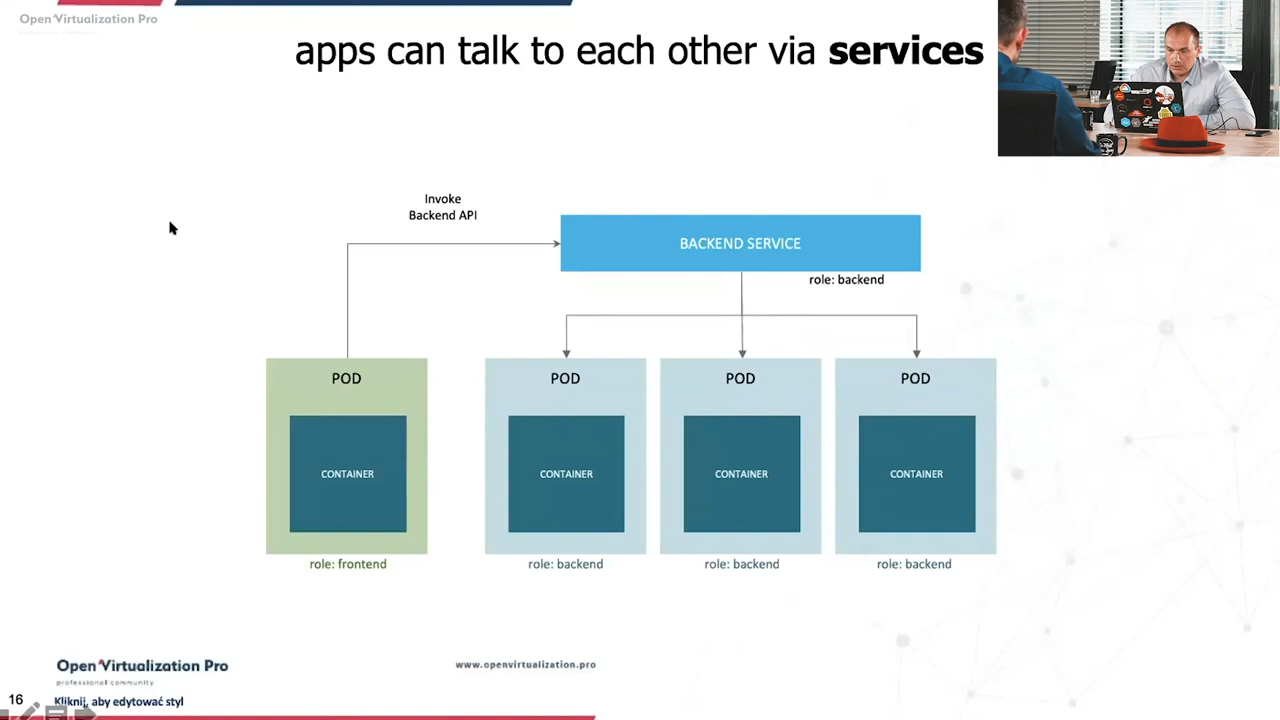 Open Virtualization Pro
apps can talk to each other via services
Invoke
Backend API
BACKEND SERVICE
role: backend
POD
POD
POD
POD
CONTAINER
CONTAINER
CONTAINER
CONTAINER
role: frontend
role: backend
role: backend
role: backend
Open Virtualization Pro
professional community
www.openvirtualization.pro
16
Kliknij, aby edytować styl